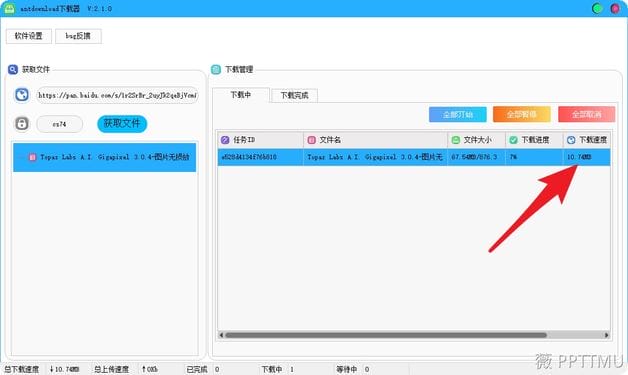 antdownload下载器 V:2.1.0
软件设置 bug反馈
获取文件
https://pan.baidu.com/s/
获取文件
Topaz Labs A.I. Gigapixel 3.0.4-图片无损放
下载管理
下载中 下载完成
全部开始 全部暂停 全部取消
任务ID 文件名 文件大小 下载进度 下载速度
Topaz Labs A.I. Gigapixel 3.0.4-图片无 67.54MB/876.3 7% 10.74MB
总下载速度 ↓10.74MB 总上传速度 ↑0Kb 已完成 0 下载中 1 等待中 0
薇 PPTTMU